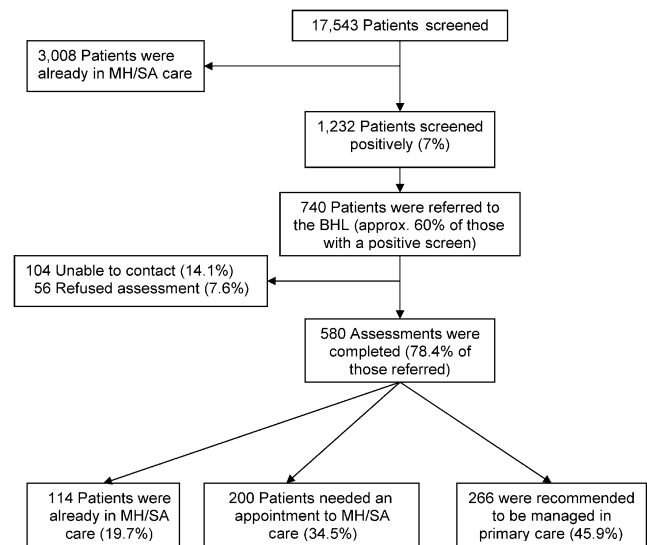 17,543 Patients screened
3,008 Patients were
already in MH/SA care
1,232 Patients screened
positively (7%)
740 Patients were referred to
the BHL (approx. 60% of those
with a positive screen)
104 Unable to contact (14.1%)
56 Refused assessment (7.6%)
580 Assessments were
completed (78.4% of
those referred)
114 Patients were
already in MH/SA
care (19.7%)
200 Patients needed an
appointment to MH/SA
care (34.5%)
266 were recommended
to be managed in
primary care (45.9%)